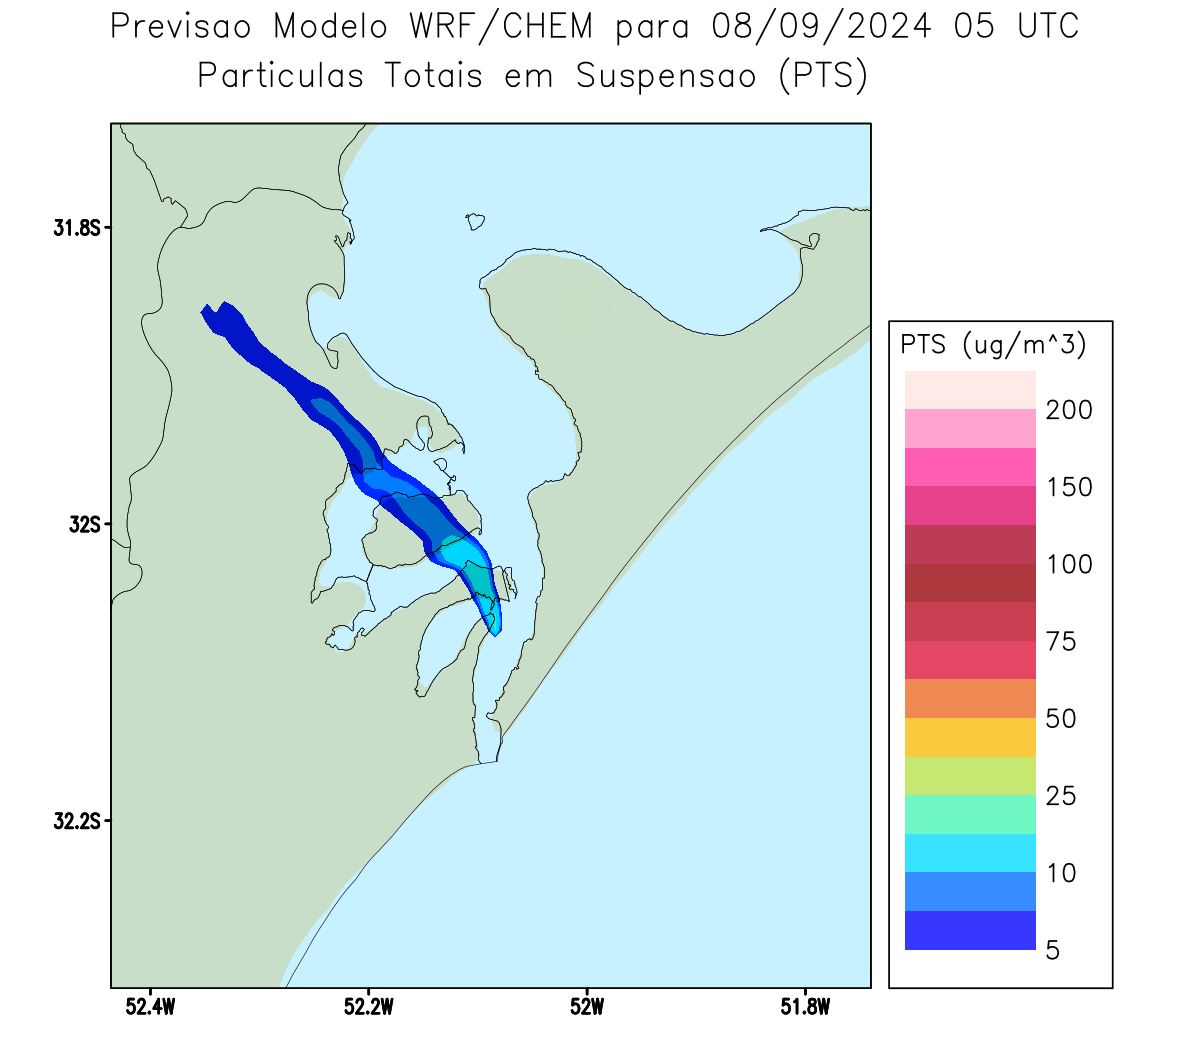 Previsao Modelo WRF/CHEM para 08/09/2024 05 UTC
Particulas Totais em Suspensao (PTS)
31.8S
32S
32.2S
52.4W
52.2W
52W
51.8W
PTS (ug/m^3)
200
150
100
75
50
25
10
5